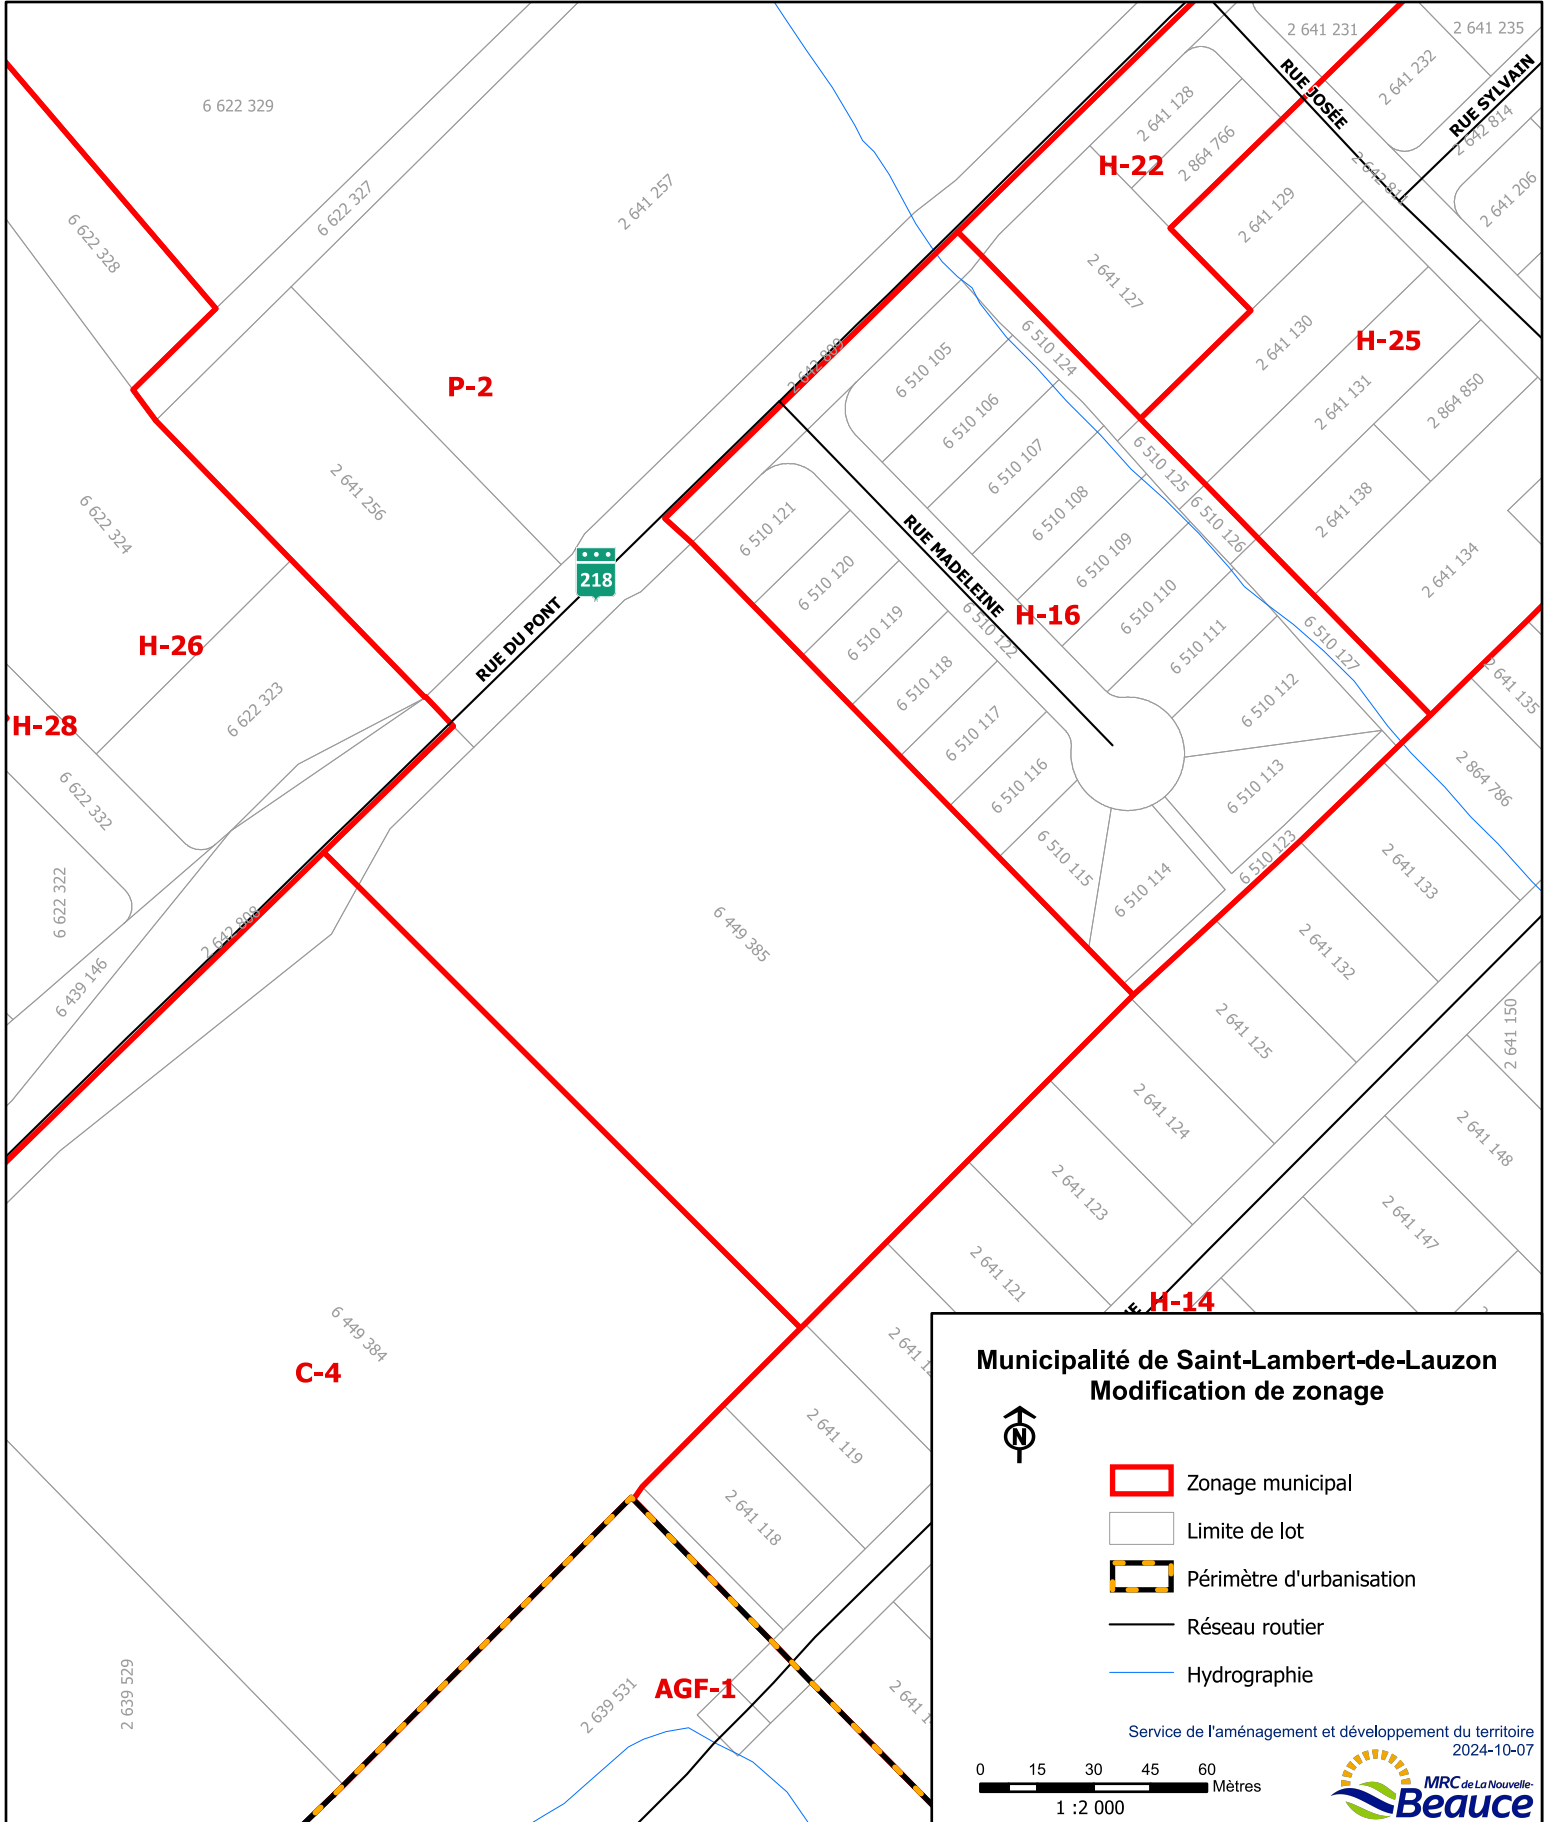 2 641 231
2 641 235
RUE JOSÉE
2 641 232
RUE SYLVAIN
6 622 329
2 641 128
2 642 814
2 864 766
H-22
2 642 811
6 622 327
2 641 257
2 641 129
2 641 206
6 622 328
2 641 127
2 641 130
H-25
6 510 124
2 642 809
6 510 105
P-2
2 641 131
2 864 850
6 510 106
6 510 107
6 510 125
2 641 256
6 622 324
6 510 121
6 510 108
6 510 126
2 641 138
RUE MADELEINE
6 510 109
2 641 134
218
6 510 120
6 510 110
6 510 119
6 510 122
H-16
RUE DU PONT
6 510 111
6 510 127
H-26
6 510 118
6 510 112
2 641 135
6 622 323
H-28
6 510 117
6 510 116
6 510 113
2 864 786
6 622 332
6 510 115
6 510 114
6 510 123
2 641 133
6 622 322
2 642 808
6 449 385
2 641 132
6 439 146
2 641 125
2 641 150
2 641 124
2 641 148
2 641 123
2 641 147
2 641 121
H-14
6 449 384
C-4
2 641 119
2 641 118
2 639 529
2 639 531
AGF-1
Municipalité de Saint-Lambert-de-Lauzon
Modification de zonage
N
Zonage municipal
Limite de lot
Périmètre d'urbanisation
Réseau routier
Hydrographie
Service de l'aménagement et développement du territoire
2024-10-07
0 15 30 45 60
Mètres
1 :2 000
MRC de La Nouvelle-
Beauce